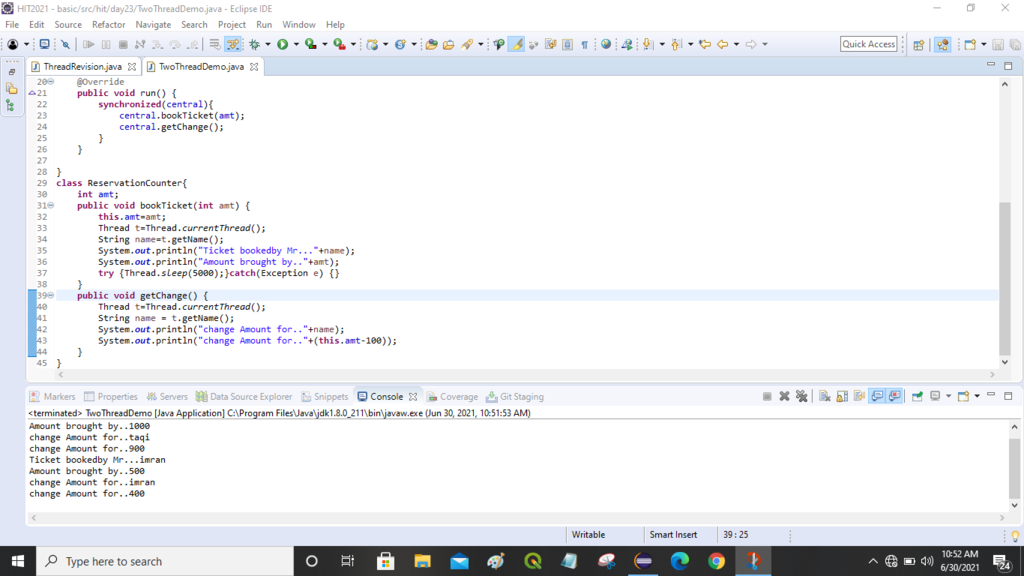 HIT2021 - basic/src/hit/day23/TwoThreadDemo.java - Eclipse IDE
File Edit Source Refactor Navigate Search Project Run Window Help
Quick Access
ThreadRevision.java TwoThreadDemo.java
20 @Override
21 public void run() {
22 synchronized(central){
23 central.bookTicket(amt);
24 central.getChange();
25 }
26 }
27
28 }
29 class ReservationCounter{
30 int amt;
31 public void bookTicket(int amt) {
32 this.amt=amt;
33 Thread t=Thread.currentThread();
34 String name=t.getName();
35 System.out.println("Ticket bookedby Mr..."+name);
36 System.out.println("Amount brought by.."+amt);
37 try {Thread.sleep(5000);}catch(Exception e) {}
38 }
39 public void getChange() {
40 Thread t=Thread.currentThread();
41 String name = t.getName();
42 System.out.println("change Amount for.."+name);
43 System.out.println("change Amount for.."+(this.amt-100));
44 }
45 }
Markers Properties Servers Data Source Explorer Snippets Console Coverage Git Staging
<terminated> TwoThreadDemo [Java Application] C:\Program Files\Java\jdk1.8.0_211\bin\javaw.exe (Jun 30, 2021, 10:51:53 AM)
Amount brought by..1000
change Amount for..taqi
change Amount for..900
Ticket bookedby Mr...imran
Amount brought by..500
change Amount for..imran
change Amount for..400
Writable Smart Insert 39 : 25
Type here to search
10:52 AM
6/30/2021
24